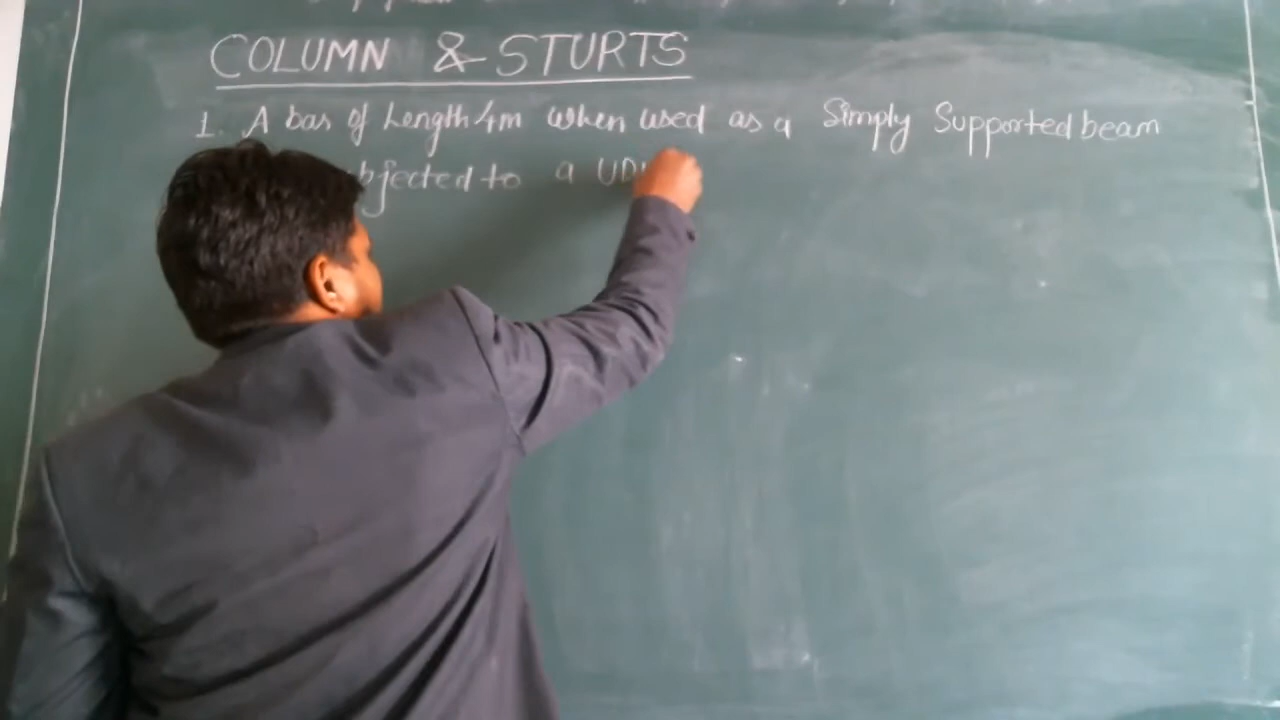 COLUMN & STURTS
1. A bar of Length 4m when used as a Simply Supported beam
bjected to a UD